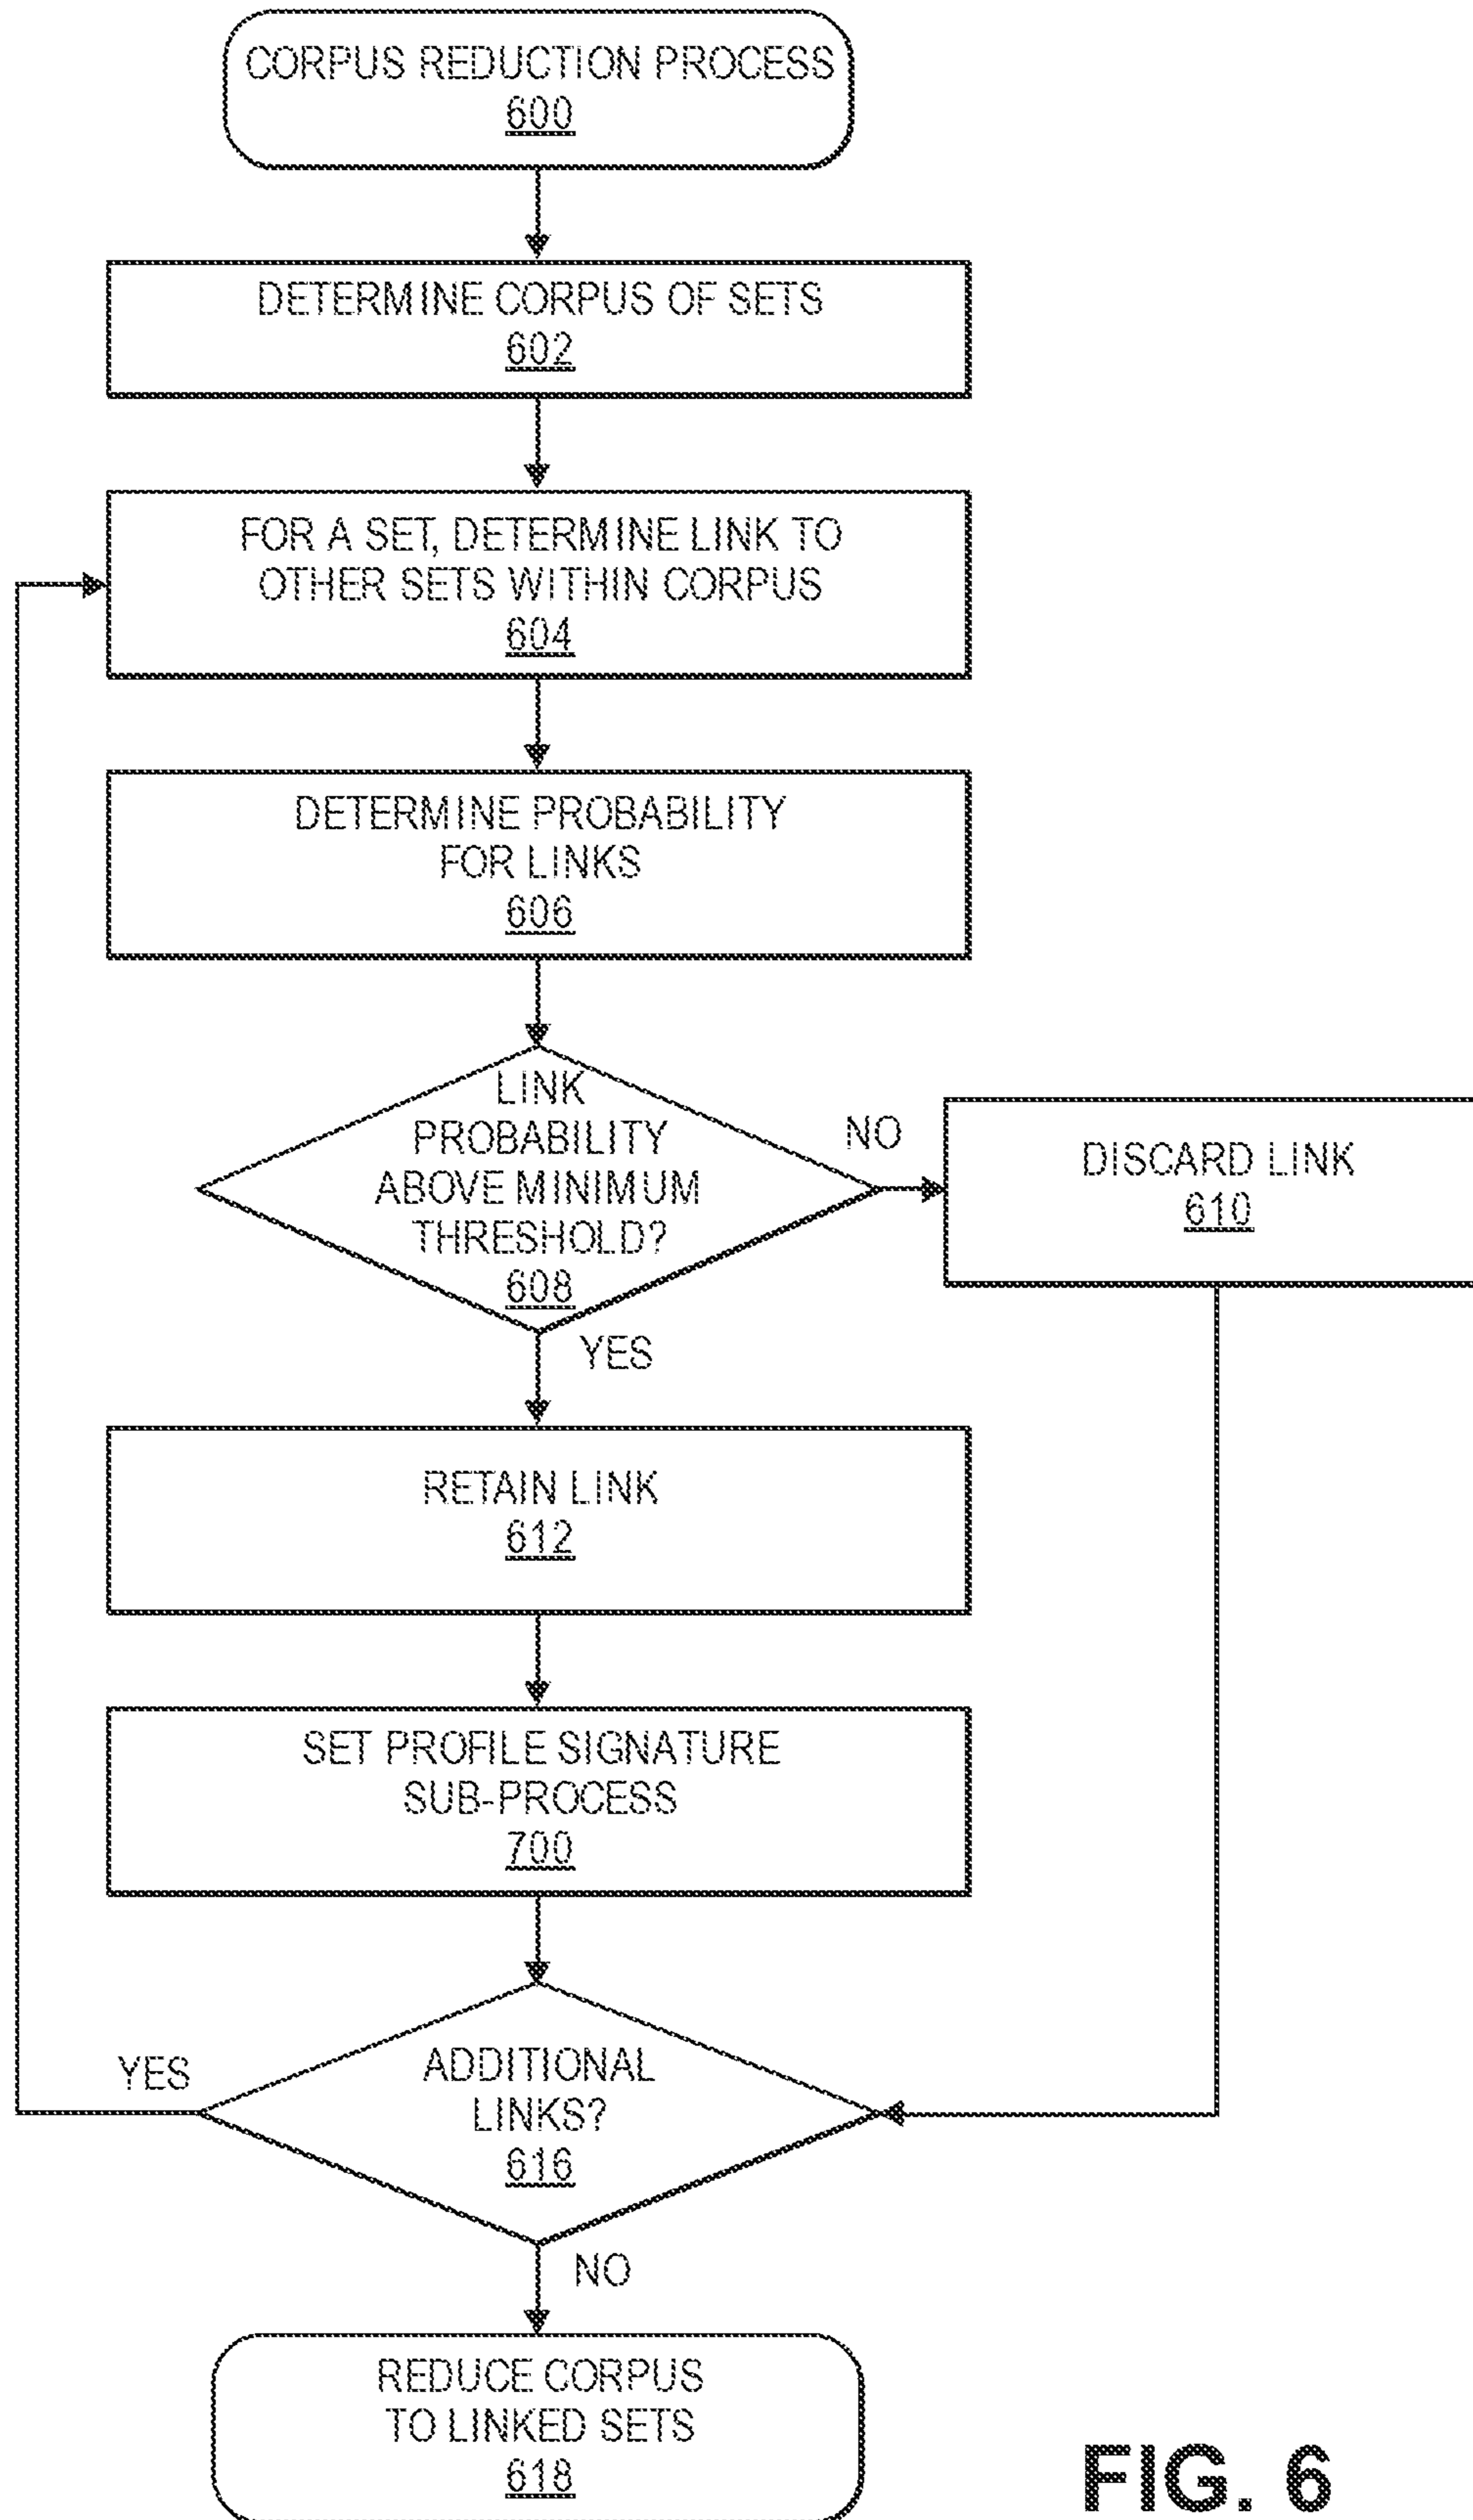 CORPUS REDUCTION PROCESS
600
DETERMINE CORPUS OF SETS
602
FOR A SET, DETERMINE LINK TO
OTHER SETS WITHIN CORPUS
604
DETERMINE PROBABILITY
FOR LINKS
606
LINK
PROBABILITY
ABOVE MINIMUM
THRESHOLD?
608
NO
DISCARD LINK
610
YES
RETAIN LINK
612
SET PROFILE SIGNATURE
SUB-PROCESS
700
YES
ADDITIONAL
LINKS?
616
NO
REDUCE CORPUS
TO LINKED SETS
618
FIG. 6